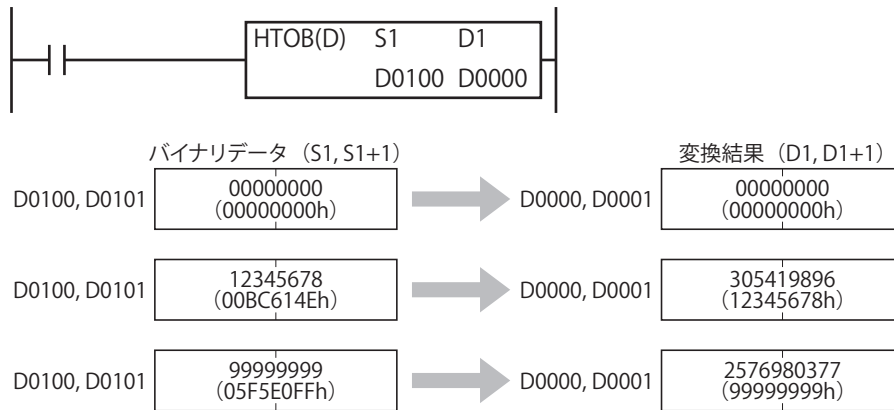 HTOB(D) S1 D1
D0100 D0000
バイナリデータ（S1, S1+1） 変換結果（D1, D1+1）
D0100, D0101 00000000 D0000, D0001 00000000
（00000000h） （00000000h）
D0100, D0101 12345678 D0000, D0001 305419896
（00BC614Eh） （12345678h）
D0100, D0101 99999999 D0000, D0001 2576980377
（05F5E0FFh） （99999999h）